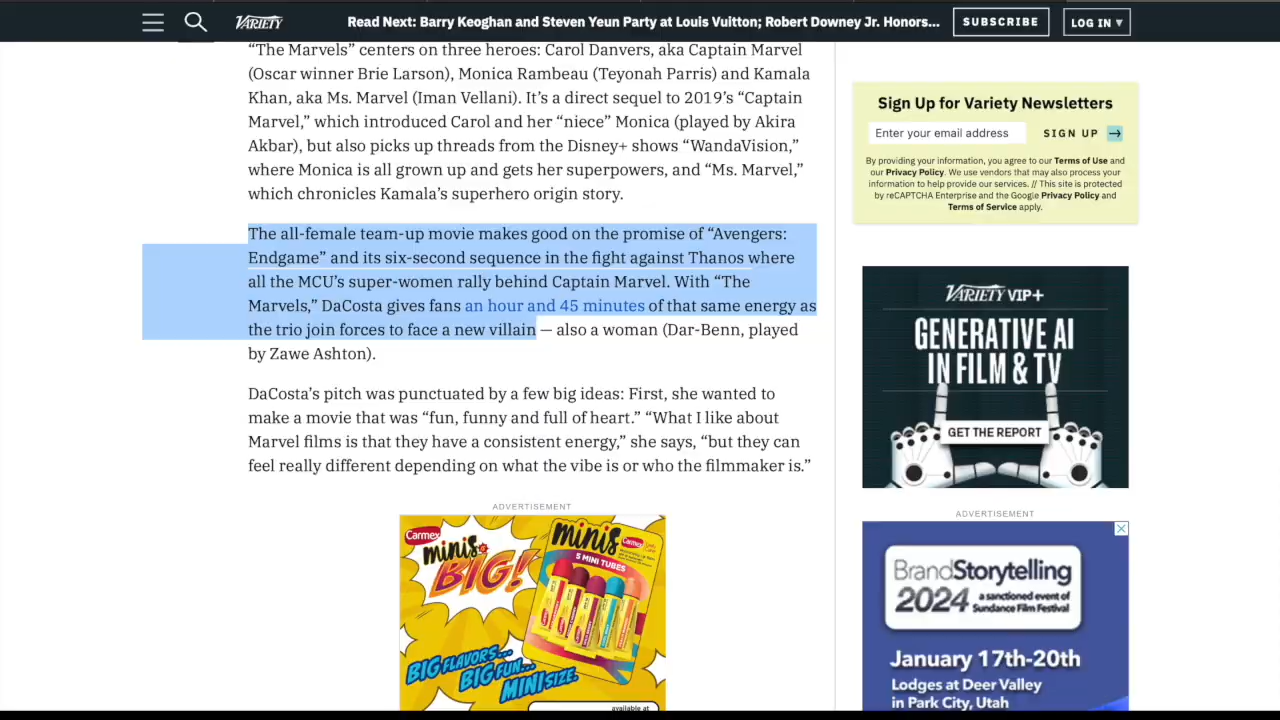 VARIETY
Read Next: Barry Keoghan and Steven Yeun Party at Louis Vuitton; Robert Downey Jr. Honors...
SUBSCRIBE
LOG IN ▾
“The Marvels” centers on three heroes: Carol Danvers, aka Captain Marvel
(Oscar winner Brie Larson), Monica Rambeau (Teyonah Parris) and Kamala
Khan, aka Ms. Marvel (Iman Vellani). It’s a direct sequel to 2019’s “Captain
Marvel,” which introduced Carol and her “niece” Monica (played by Akira
Akbar), but also picks up threads from the Disney+ shows “WandaVision,”
where Monica is all grown up and gets her superpowers, and “Ms. Marvel,”
which chronicles Kamala’s superhero origin story.
The all-female team-up movie makes good on the promise of “Avengers:
Endgame” and its six-second sequence in the fight against Thanos where
all the MCU’s super-women rally behind Captain Marvel. With “The
Marvels,” DaCosta gives fans an hour and 45 minutes of that same energy as
the trio join forces to face a new villain — also a woman (Dar-Benn, played
by Zawe Ashton).
DaCosta’s pitch was punctuated by a few big ideas: First, she wanted to
make a movie that was “fun, funny and full of heart.” “What I like about
Marvel films is that they have a consistent energy,” she says, “but they can
feel really different depending on what the vibe is or who the filmmaker is.”
ADVERTISEMENT
Carmex
minis
BIG!
minis
Carmex
5 MINI TUBES
BIG FLAVORS...
BIG FUN...
MINI SIZE.
available at
Sign Up for Variety Newsletters
Enter your email address
SIGN UP →
By providing your information, you agree to our Terms of Use and
our Privacy Policy. We use vendors that may also process your
information to help provide our services. // This site is protected
by reCAPTCHA Enterprise and the Google Privacy Policy and
Terms of Service apply.
VARIETY VIP+
GENERATIVE AI
IN FILM & TV
GET THE REPORT
ADVERTISEMENT
BrandStorytelling
2024 a sanctioned event of
Sundance Film Festival
January 17th-20th
Lodges at Deer Valley
in Park City, Utah